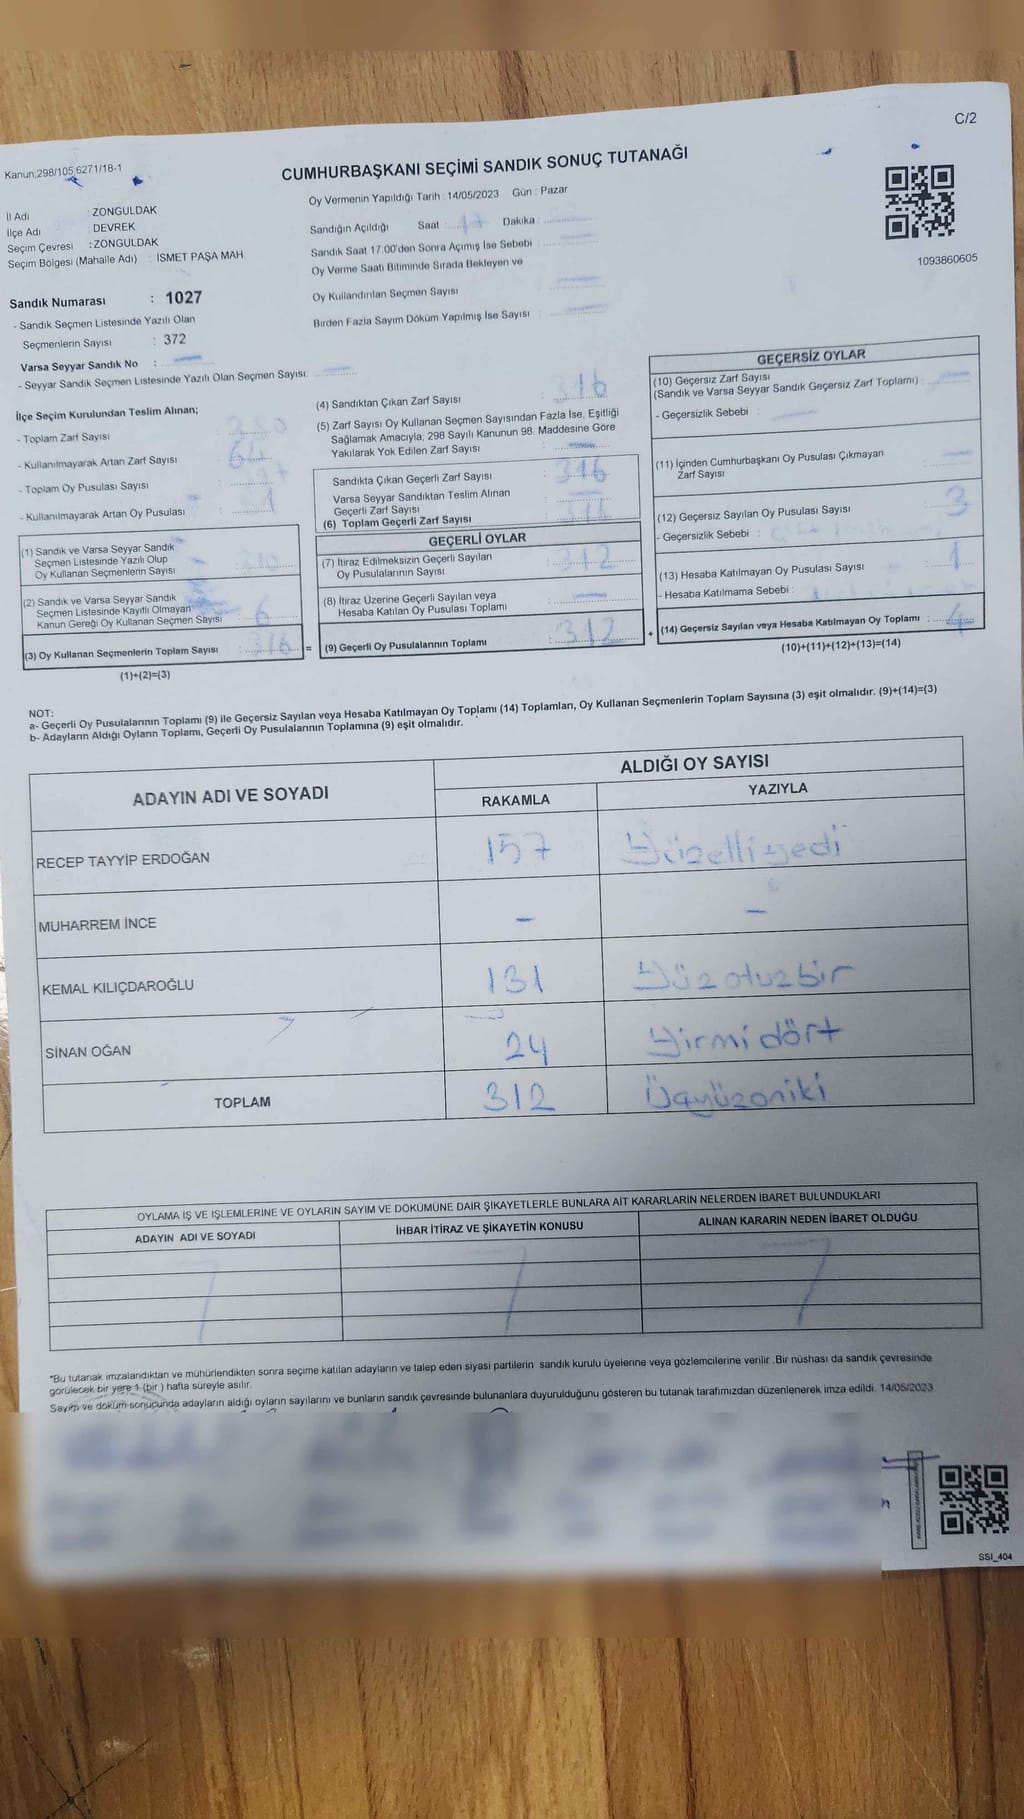 C/2
Kanun,298/105 6271/18-1
CUMHURBAŞKANI SEÇİMİ SANDIK SONUÇ TUTANAĞI
Oy Vermenin Yapıldığı Tarih : 14/05/2023 Gün : Pazar
İl Adı : ZONGULDAK
İlçe Adı : DEVREK
Seçim Çevresi : ZONGULDAK
Seçim Bölgesi (Mahalle Adı) : İSMET PAŞA MAH.
Sandığın Açıldığı Saat : 17 Dakika :
Sandık Saat 17.00'den Sonra Açımış İse Sebebi :
Oy Verme Saati Bitiminde Sırada Bekleyen ve
Oy Kullandırılan Seçmen Sayısı :
Birden Fazla Sayım Döküm Yapılmış İse Sayısı :
1093860605
Sandık Numarası : 1027
- Sandık Seçmen Listesinde Yazılı Olan
Seçmenlerin Sayısı : 372
Varsa Seyyar Sandık No :
- Seyyar Sandık Seçmen Listesinde Yazılı Olan Seçmen Sayısı:
İlçe Seçim Kurulundan Teslim Alınan;
- Toplam Zarf Sayısı :
- Kullanılmayarak Artan Zarf Sayısı : 64
- Toplam Oy Pusulası Sayısı :
- Kullanılmayarak Artan Oy Pusulası :
(1) Sandık ve Varsa Seyyar Sandık
Seçmen Listesinde Yazılı Olup
Oy Kullanan Seçmenlerin Sayısı : 310
(2) Sandık ve Varsa Seyyar Sandık
Seçmen Listesinde Kayıtlı Olmayan
Kanun Gereği Oy Kullanan Seçmen Sayısı : 6
(3) Oy Kullanan Seçmenlerin Toplam Sayısı : 316
(1)+(2)=(3)
(4) Sandıktan Çıkan Zarf Sayısı : 316
(5) Zarf Sayısı Oy Kullanan Seçmen Sayısından Fazla İse, Eşitliği
Sağlamak Amacıyla, 298 Sayılı Kanunun 98. Maddesine Göre
Yakılarak Yok Edilen Zarf Sayısı :
Sandıkta Çıkan Geçerli Zarf Sayısı : 316
Varsa Seyyar Sandıktan Teslim Alınan
Geçerli Zarf Sayısı :
(6) Toplam Geçerli Zarf Sayısı : 316
GEÇERLİ OYLAR
(7) İtiraz Edilmeksizin Geçerli Sayılan
Oy Pusulalarının Sayısı : 312
(8) İtiraz Üzerine Geçerli Sayılan veya
Hesaba Katılan Oy Pusulası Toplamı :
= (9) Geçerli Oy Pusulalarının Toplamı : 312 +
GEÇERSİZ OYLAR
(10) Geçersiz Zarf Sayısı
(Sandık ve Varsa Seyyar Sandık Geçersiz Zarf Toplamı) :
- Geçersizlik Sebebi :
(11) İçinden Cumhurbaşkanı Oy Pusulası Çıkmayan
Zarf Sayısı :
(12) Geçersiz Sayılan Oy Pusulası Sayısı : 3
- Geçersizlik Sebebi :
(13) Hesaba Katılmayan Oy Pusulası Sayısı : 1
- Hesaba Katılmama Sebebi :
(14) Geçersiz Sayılan veya Hesaba Katılmayan Oy Toplamı : 4
(10)+(11)+(12)+(13)=(14)
NOT:
a- Geçerli Oy Pusulalarının Toplamı (9) ile Geçersiz Sayılan veya Hesaba Katılmayan Oy Toplamı (14) Toplamları, Oy Kullanan Seçmenlerin Toplam Sayısına (3) eşit olmalıdır. (9)+(14)=(3)
b- Adayların Aldığı Oyların Toplamı, Geçerli Oy Pusulalarının Toplamına (9) eşit olmalıdır.
ADAYIN ADI VE SOYADI ALDIĞI OY SAYISI
RAKAMLA YAZIYLA
RECEP TAYYİP ERDOĞAN 157 Yüzelliyedi
MUHARREM İNCE - -
KEMAL KILIÇDAROĞLU 131 Yüzotuzbir
SİNAN OĞAN 24 Yirmidört
TOPLAM 312 Üçyüzoniki
OYLAMA İŞ VE İŞLEMLERİNE VE OYLARIN SAYIM VE DÖKÜMÜNE DAİR ŞİKAYETLERLE BUNLARA AİT KARARLARIN NELERDEN İBARET BULUNDUKLARI
ADAYIN ADI VE SOYADI İHBAR İTİRAZ VE ŞİKAYETİN KONUSU ALINAN KARARIN NEDEN İBARET OLDUĞU
*Bu tutanak imzalandıktan ve mühürlendikten sonra seçime katılan adayların ve talep eden siyasi partilerin sandık kurulu üyelerine veya gözlemcilerine verilir .Bir nüshası da sandık çevresinde
görülecek bir yere 1 (bir ) hafta süreyle asılır.
Sayım ve döküm sonucunda adayların aldığı oyların sayılarını ve bunların sandık çevresinde bulunanlara duyurulduğunu gösteren bu tutanak tarafımızdan düzenlenerek imza edildi. 14/05/2023
SSI_404